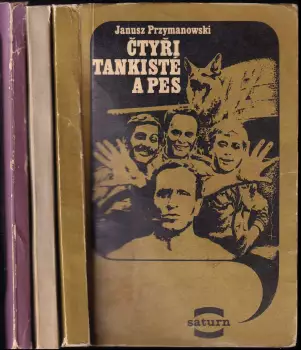 Janusz Przymanowski
ČTYŘI
TANKISTÉ
A PES
saturn